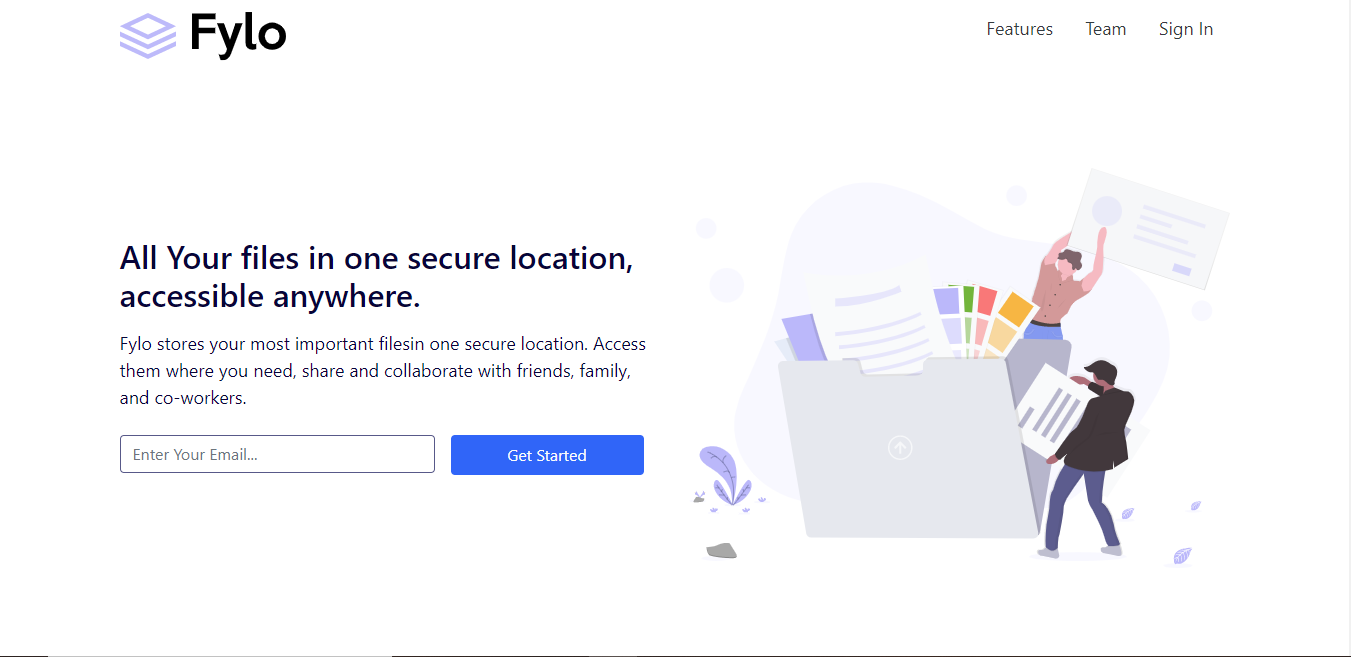 Fylo
Features Team Sign In
All Your files in one secure location,
accessible anywhere.
Fylo stores your most important filesin one secure location. Access
them where you need, share and collaborate with friends, family,
and co-workers.
Enter Your Email...
Get Started